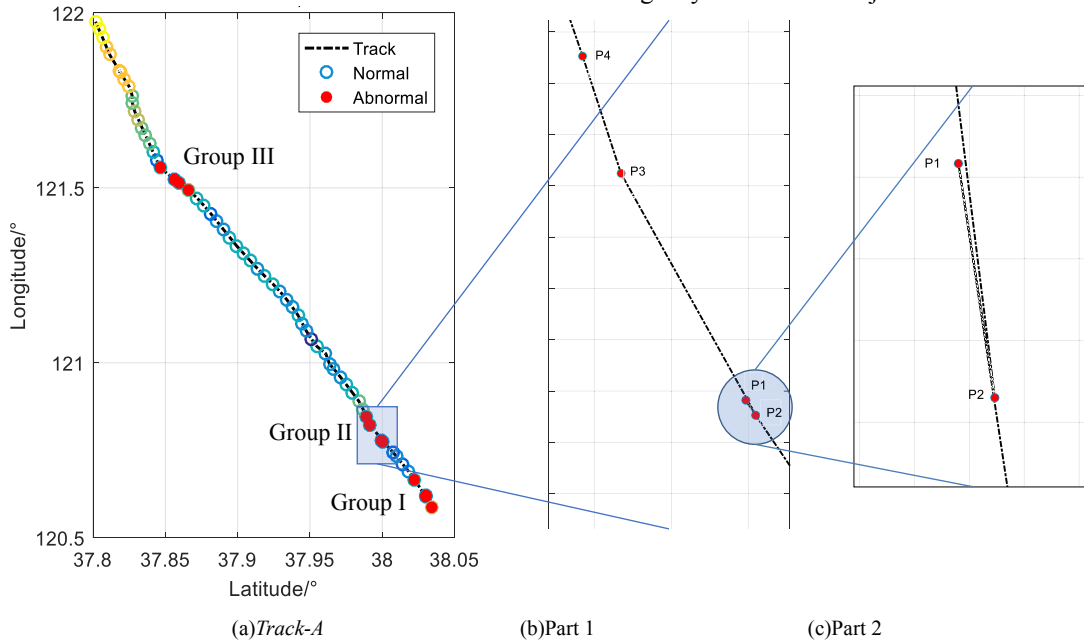 122
121.5
121
120.5
Longitude/°
37.8 37.85 37.9 37.95 38 38.05
Latitude/°
Track
Normal
Abnormal
Group III
Group II
Group I
(a)Track-A
P4
P3
P1
P2
(b)Part 1
P1
P2
(c)Part 2